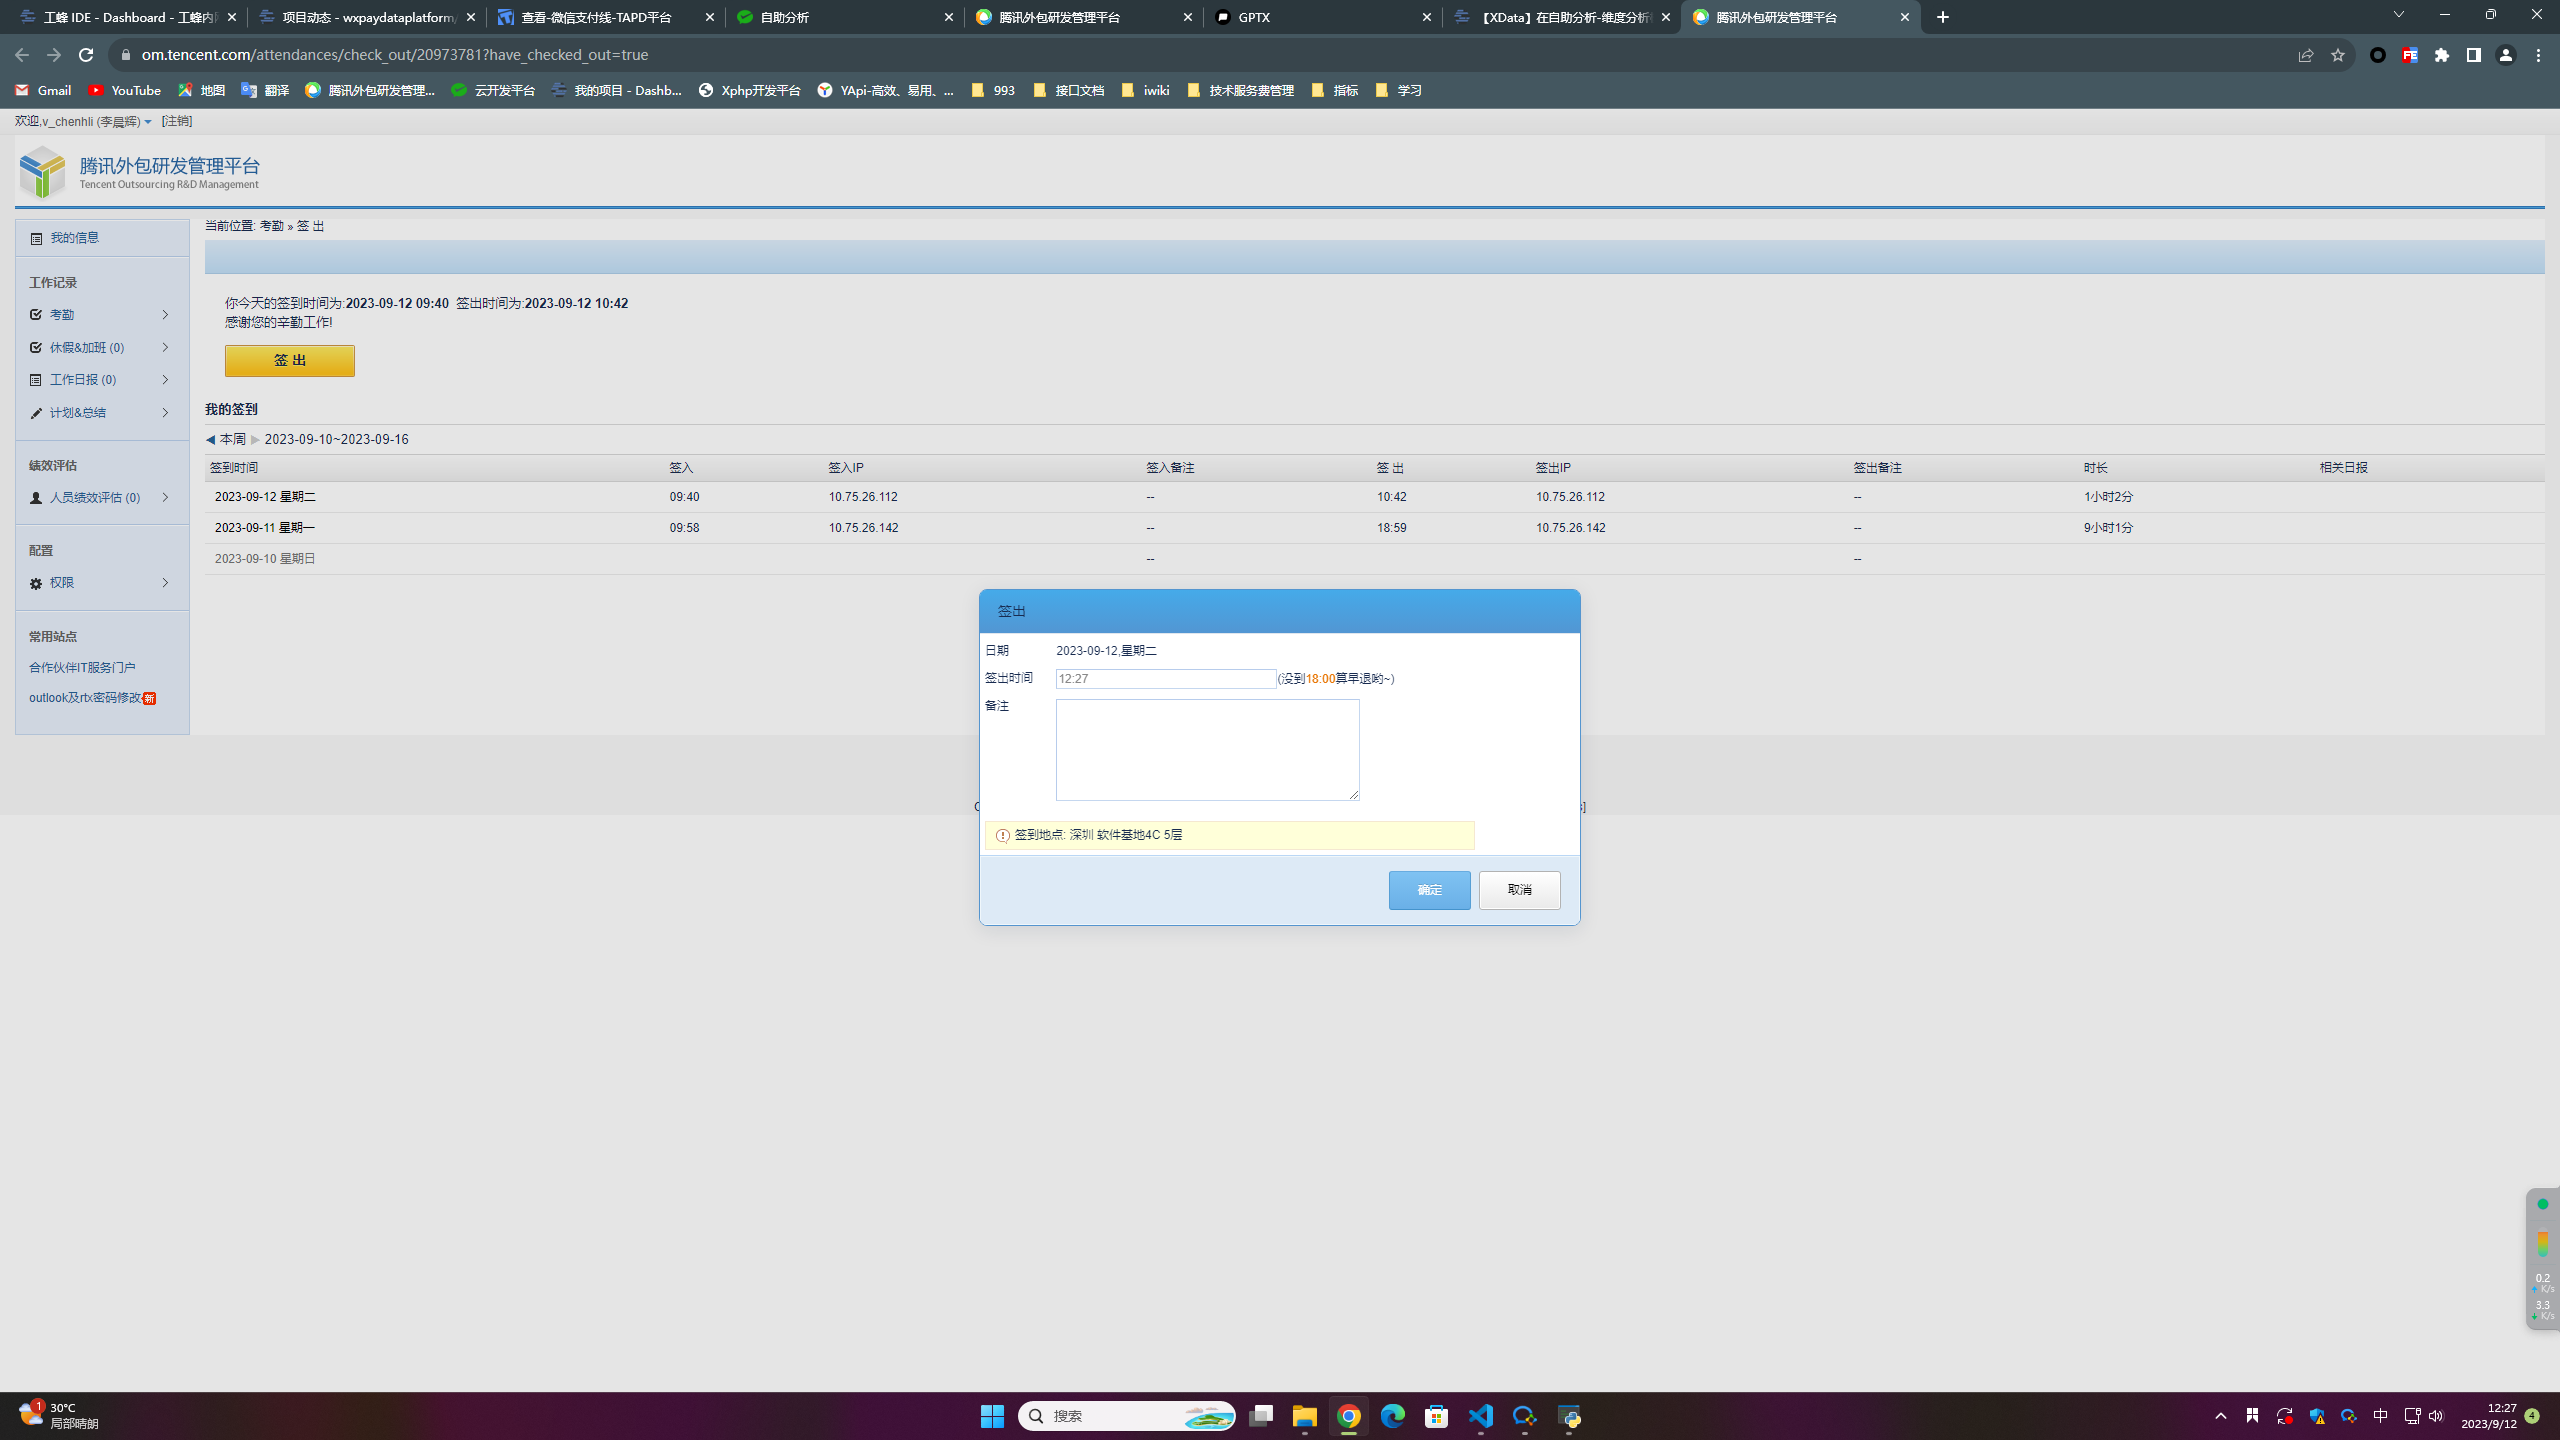 工蜂 IDE - Dashboard - 工蜂内
项目动态 - wxpaydataplatform/
查看-微信支付线-TAPD平台
自助分析
腾讯外包研发管理平台
GPTX
【XData】在自助分析-维度分析
腾讯外包研发管理平台
om.tencent.com/attendances/check_out/20973781?have_checked_out=true
Gmail
YouTube
地图
翻译
腾讯外包研发管理...
云开发平台
我的项目 - Dashb...
Xphp开发平台
YApi-高效、易用、...
993
接口文档
iwiki
技术服务费管理
指标
学习
欢迎,v_chenhli (李晨辉) [注销]
腾讯外包研发管理平台
Tencent Outsourcing R&D Management
我的信息
工作记录
考勤
休假&加班 (0)
工作日报 (0)
计划&总结
绩效评估
人员绩效评估 (0)
配置
权限
常用站点
合作伙伴IT服务门户
outlook及rtx密码修改 新
当前位置: 考勤 » 签 出
你今天的签到时间为:2023-09-12 09:40 签出时间为:2023-09-12 10:42
感谢您的辛勤工作!
签 出
我的签到
本周 2023-09-10~2023-09-16
签到时间 签入 签入IP 签入备注 签 出 签出IP 签出备注 时长 相关日报
2023-09-12 星期二 09:40 10.75.26.112 -- 10:42 10.75.26.112 -- 1小时2分
2023-09-11 星期一 09:58 10.75.26.142 -- 18:59 10.75.26.142 -- 9小时1分
2023-09-10 星期日 -- --
签出
日期 2023-09-12,星期二
签出时间 12:27 (没到18:00算早退哟~)
备注
签到地点: 深圳 软件基地4C 5层
确定 取消
0.2
K/s
3.3
K/s
1
30°C
局部晴朗
搜索
中
12:27
2023/9/12
4